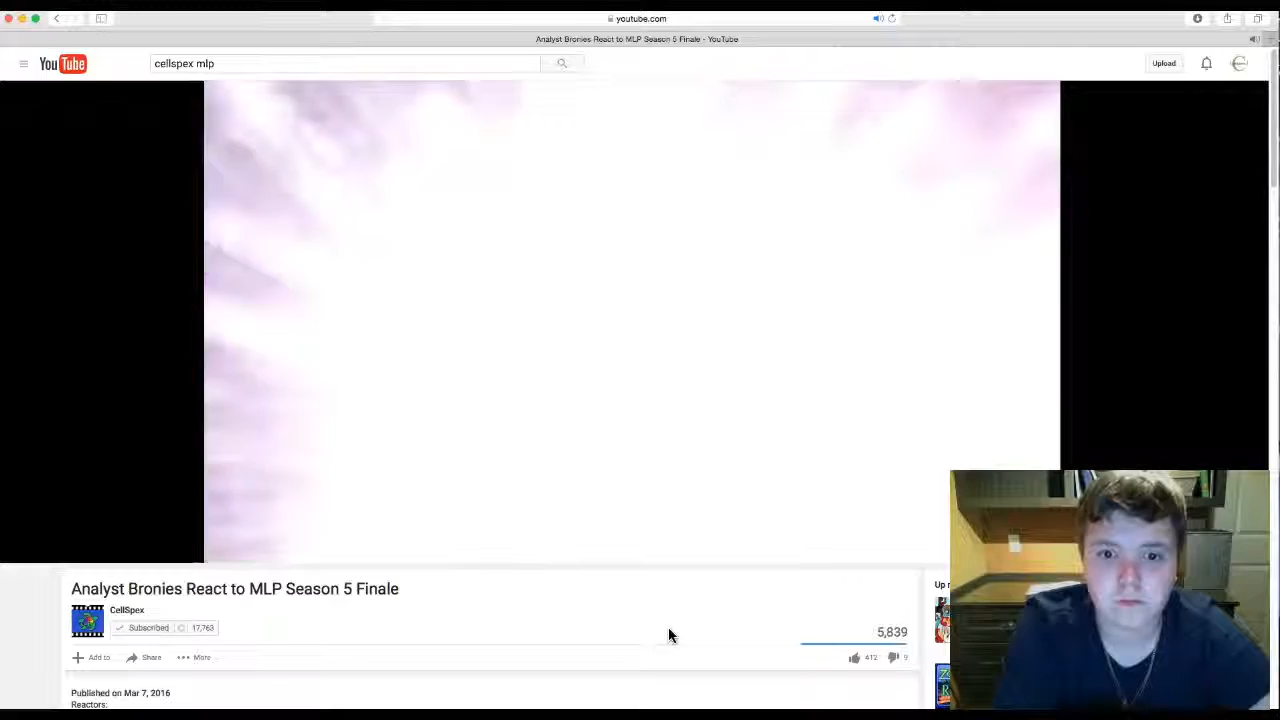 youtube.com
Analyst Bronies React to MLP Season 5 Finale - YouTube
YouTube
cellspex mlp
Upload
Analyst Bronies React to MLP Season 5 Finale
CellSpex
Subscribed 17,763
5,839
Add to Share More
412 9
Published on Mar 7, 2016
Reactors:
Up